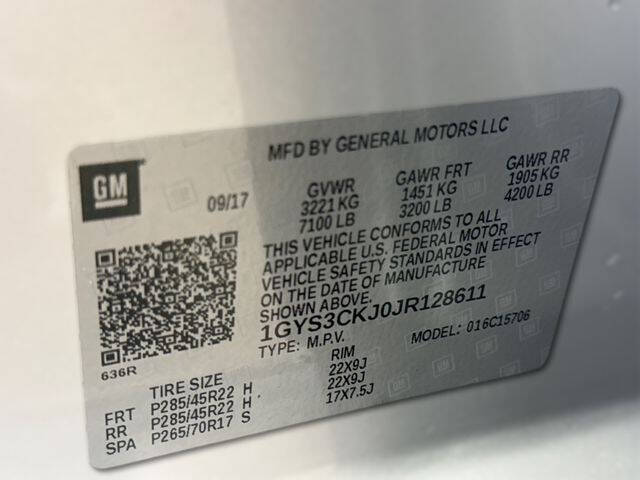 MFD BY GENERAL MOTORS LLC
GM
09/17
GVWR GAWR FRT GAWR RR
3221 KG 1451 KG 1905 KG
7100 LB 3200 LB 4200 LB
THIS VEHICLE CONFORMS TO ALL
APPLICABLE U.S. FEDERAL MOTOR
VEHICLE SAFETY STANDARDS IN EFFECT
ON THE DATE OF MANUFACTURE
SHOWN ABOVE.
1GYS3CKJ0JR128611
TYPE: M.P.V. MODEL: 016C15706
636R
TIRE SIZE RIM
FRT P285/45R22 H 22X9J
RR P285/45R22 H 22X9J
SPA P265/70R17 S 17X7.5J